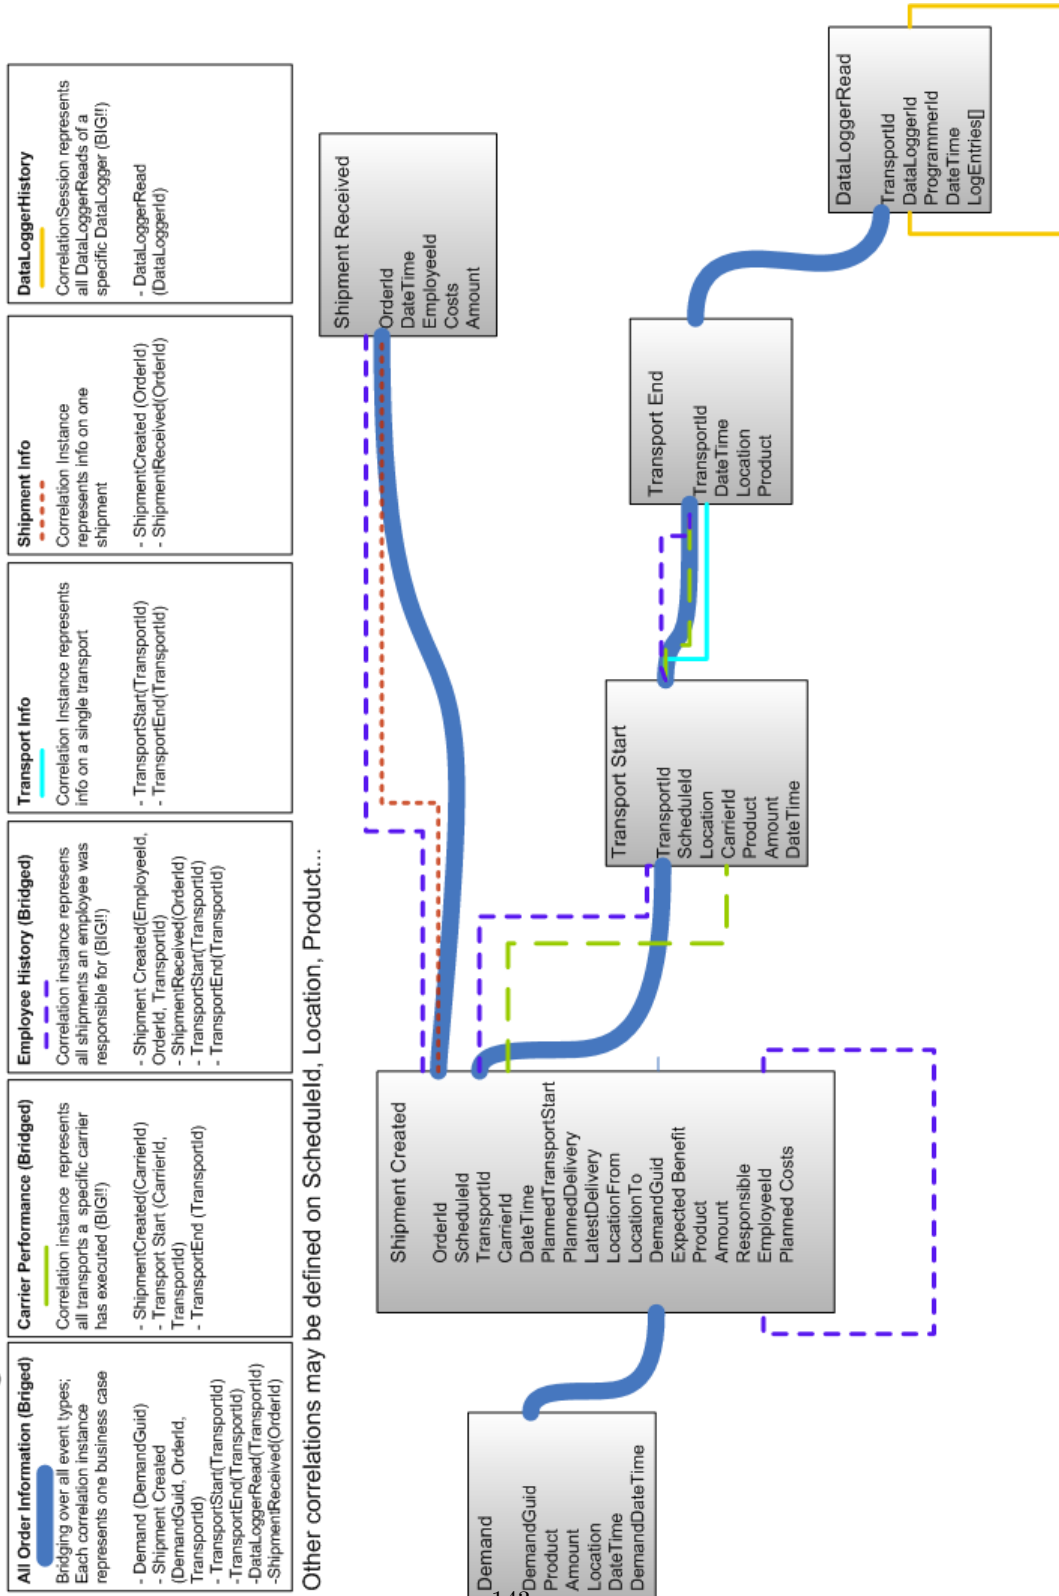 All Order Information (Briged)
Bridging over all event types;
Each correlation instance
represents one business case
- Demand (DemandGuid)
- Shipment Created
(DemandGuid, OrderId,
TransportId)
- TransportStart(TransportId)
-TransportEnd(TransportId)
-DataLoggerRead(TransportId)
-ShipmentReceived(OrderId)
Carrier Performance (Bridged)
Correlation instance represents
all transports a specific carrier
has executed (BIG!!)
- ShipmentCreated(CarrierId)
- Transport Start (CarrierId,
TransportId)
- TransportEnd (TransportId)
Employee History (Bridged)
Correlation instance represens
all shipments an employee was
responsible for (BIG!!)
- Shipment Created(EmployeeId,
OrderId, TransportId)
- ShipmentReceived(OrderId)
- TransportStart(TransportId)
- TransportEnd(TransportId)
Transport Info
Correlation Instance represents
info on a single transport
- TransportStart(TransportId)
- TransportEnd(TransportId)
Shipment Info
Correlation Instance
represents info on one
shipment
- ShipmentCreated (OrderId)
- ShipmentReceived(OrderId)
DataLoggerHistory
CorrelationSession represents
all DataLoggerReads of a
specific DataLogger (BIG!!)
- DataLoggerRead
(DataLoggerId)
Other correlations may be defined on ScheduleId, Location, Product...
Demand
DemandGuid
Product
Amount
Location
DateTime
DemandDateTime
Shipment Created
OrderId
ScheduleId
TransportId
CarrierId
DateTime
PlannedTransportStart
PlannedDelivery
LatestDelivery
LocationFrom
LocationTo
DemandGuid
Expected Benefit
Product
Amount
Responsible
EmployeeId
Planned Costs
Transport Start
TransportId
ScheduleId
Location
CarrierId
Product
Amount
DateTime
Transport End
TransportId
DateTime
Location
Product
Shipment Received
OrderId
DateTime
EmployeeId
Costs
Amount
DataLoggerRead
TransportId
DataLoggerId
ProgrammerId
DateTime
LogEntries[]